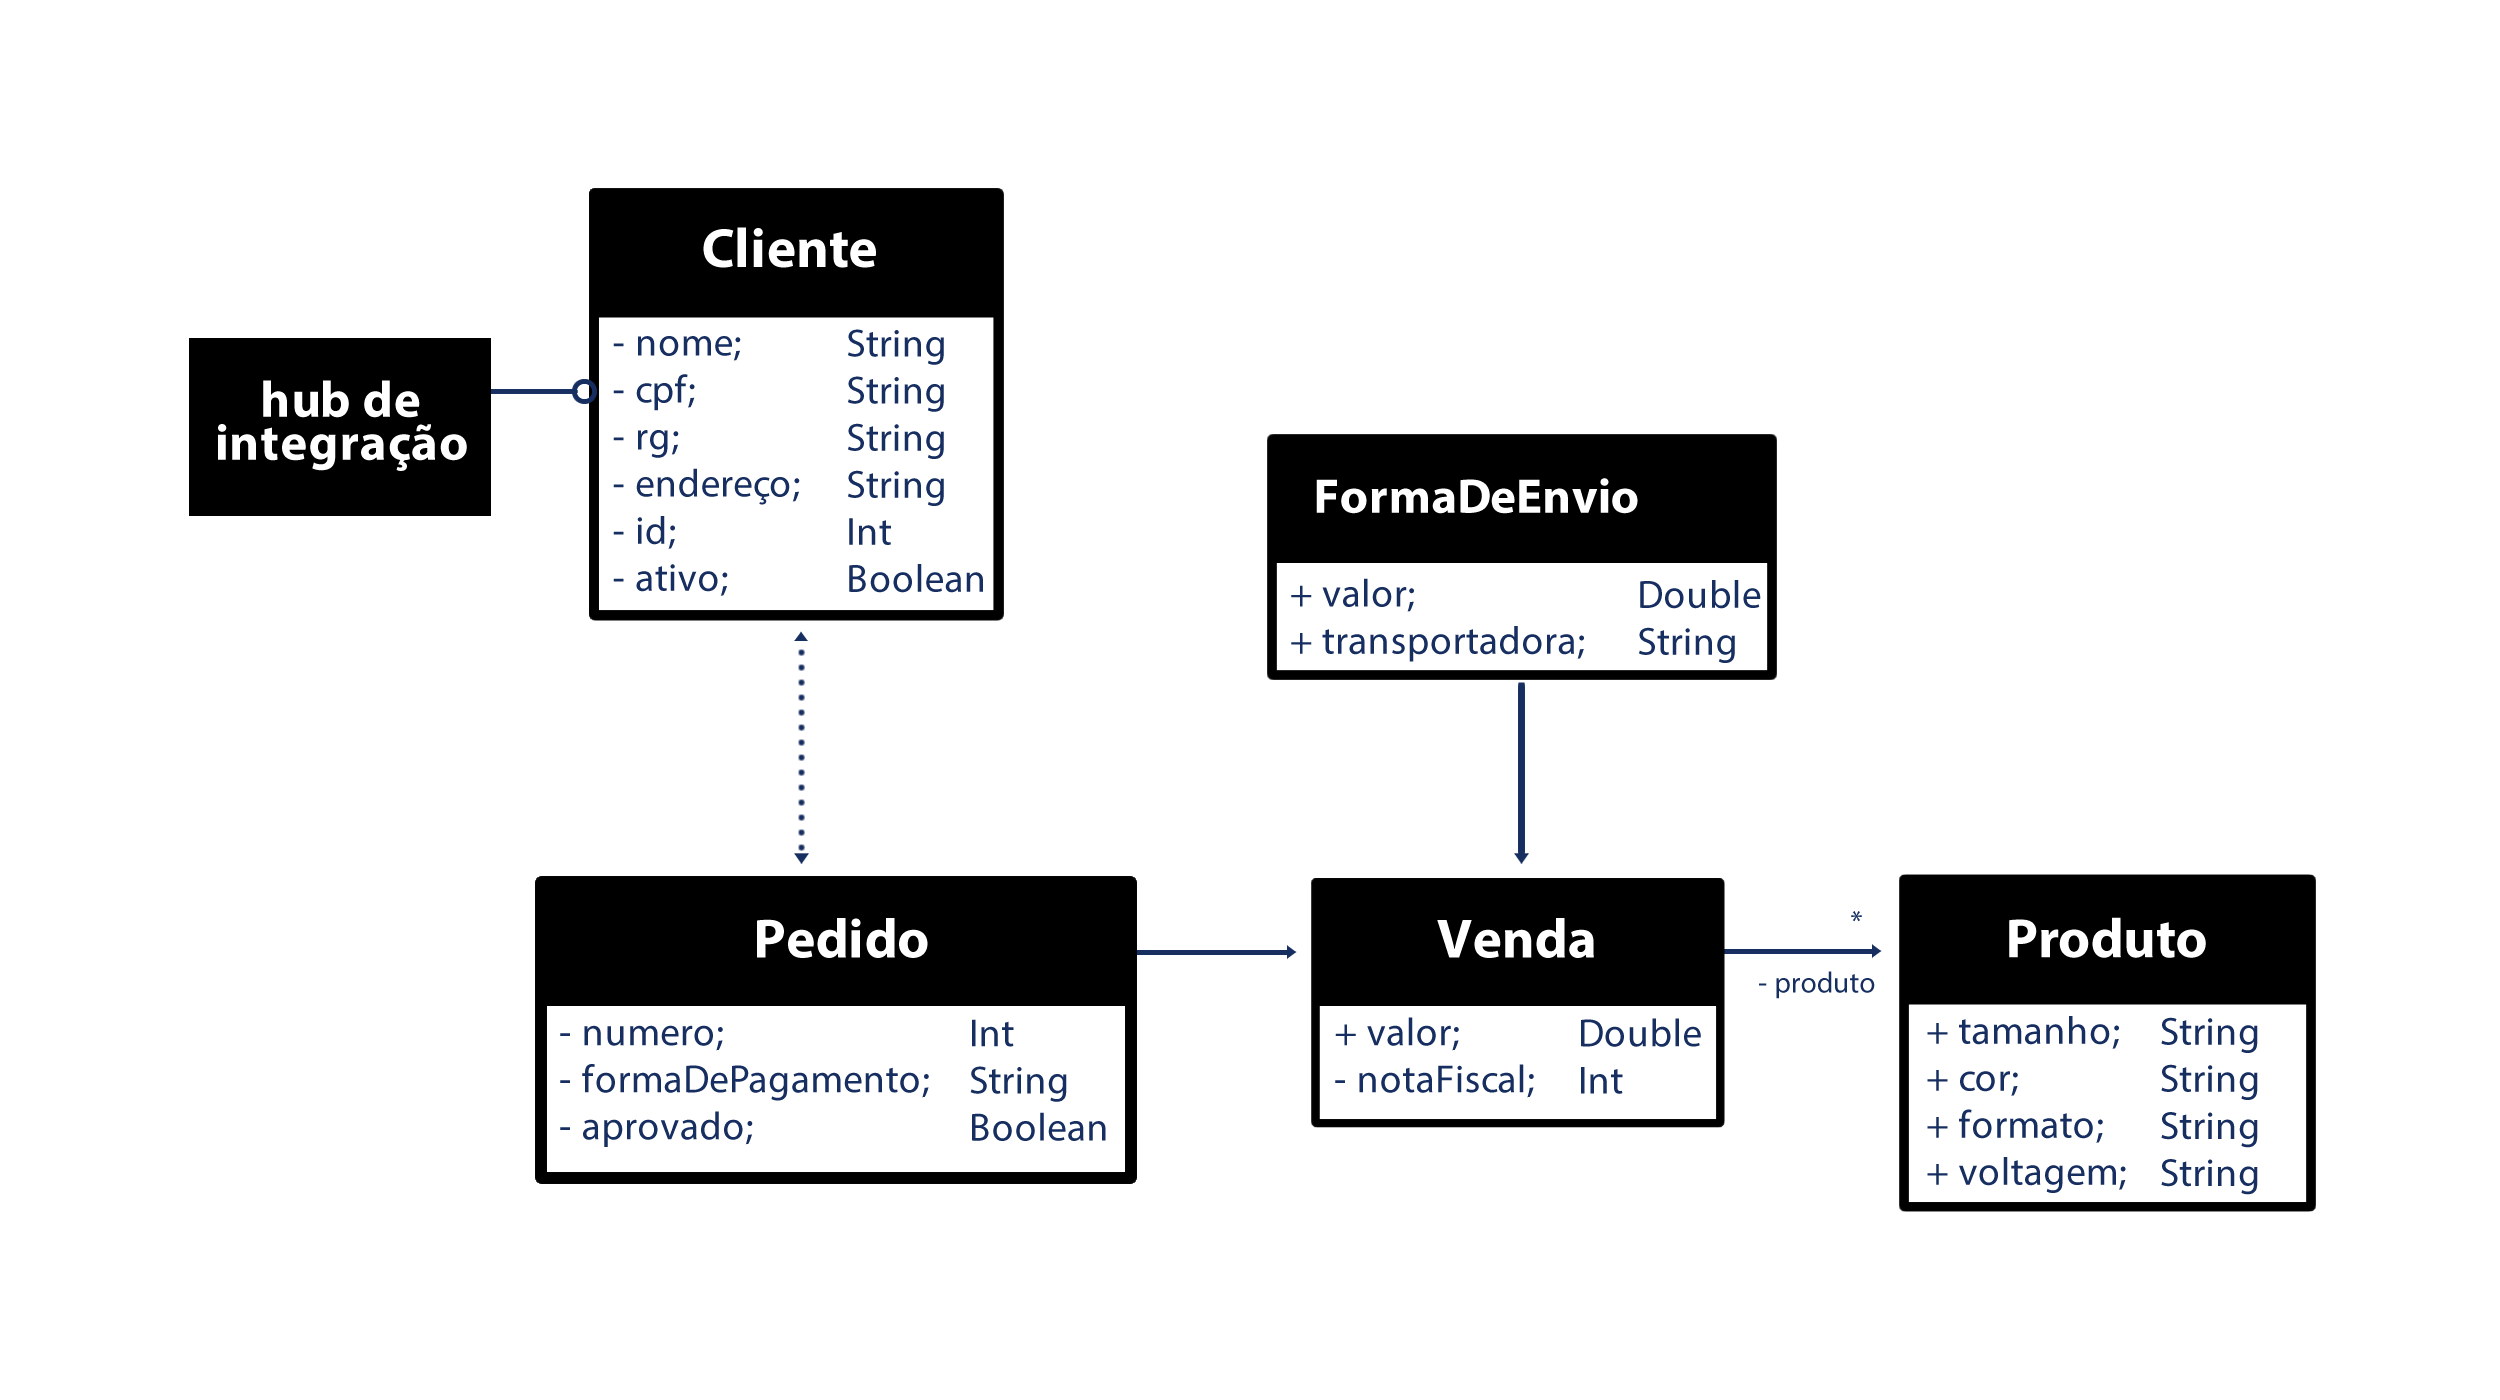 Cliente
- nome; String
- cpf; String
- rg; String
- endereço; String
- id; Int
- ativo; Boolean
hub de
integração
FormaDeEnvio
+ valor; Double
+ transportadora; String
Pedido
- numero; Int
- formaDePagamento; String
- aprovado; Boolean
Venda
+ valor; Double
- notaFiscal; Int
*
- produto
Produto
+ tamanho; String
+ cor; String
+ formato; String
+ voltagem; String